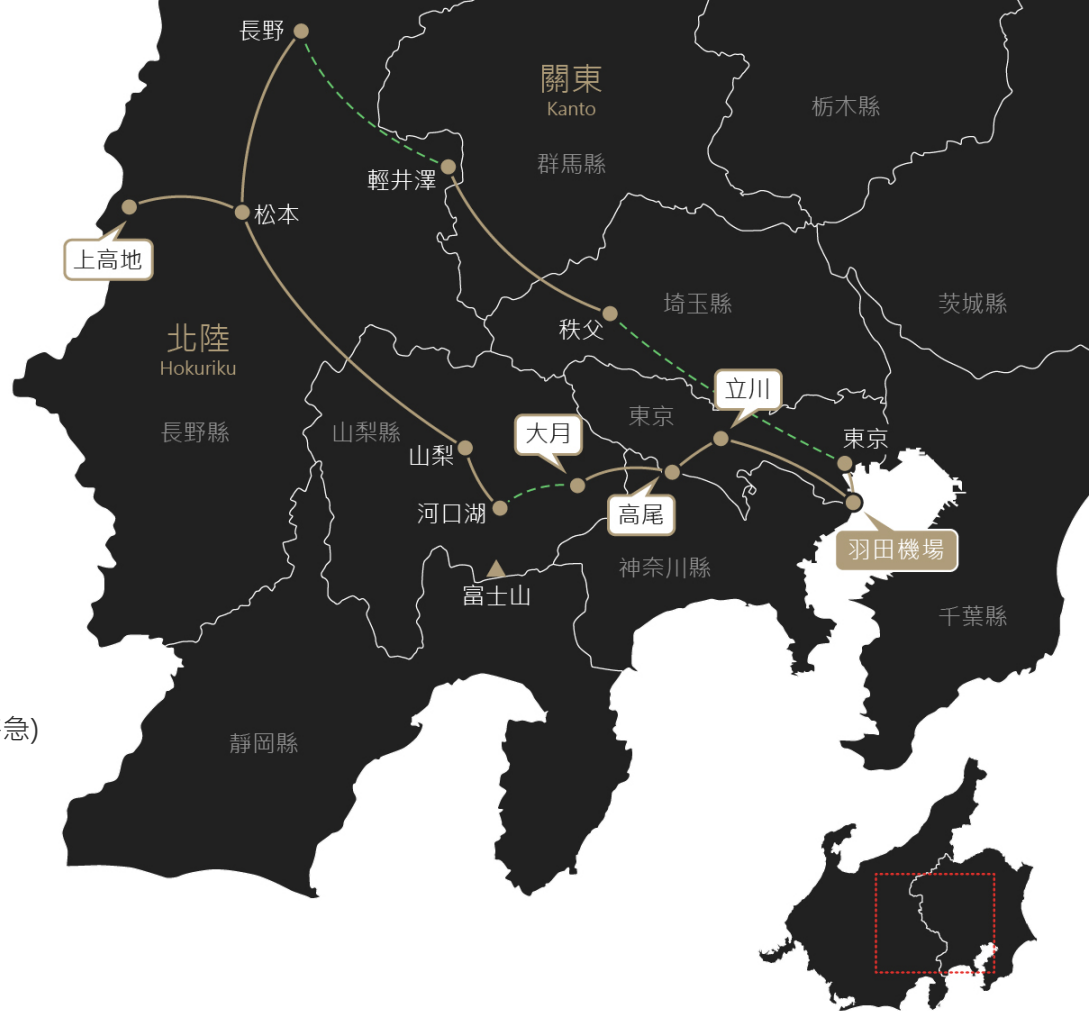 長野
關東
Kanto
栃木縣
群馬縣
輕井澤
松本
上高地
埼玉縣
茨城縣
秩父
北陸
Hokuriku
立川
東京
大月
東京
長野縣
山梨縣
山梨
河口湖
高尾
羽田機場
神奈川縣
富士山
千葉縣
急)
靜岡縣